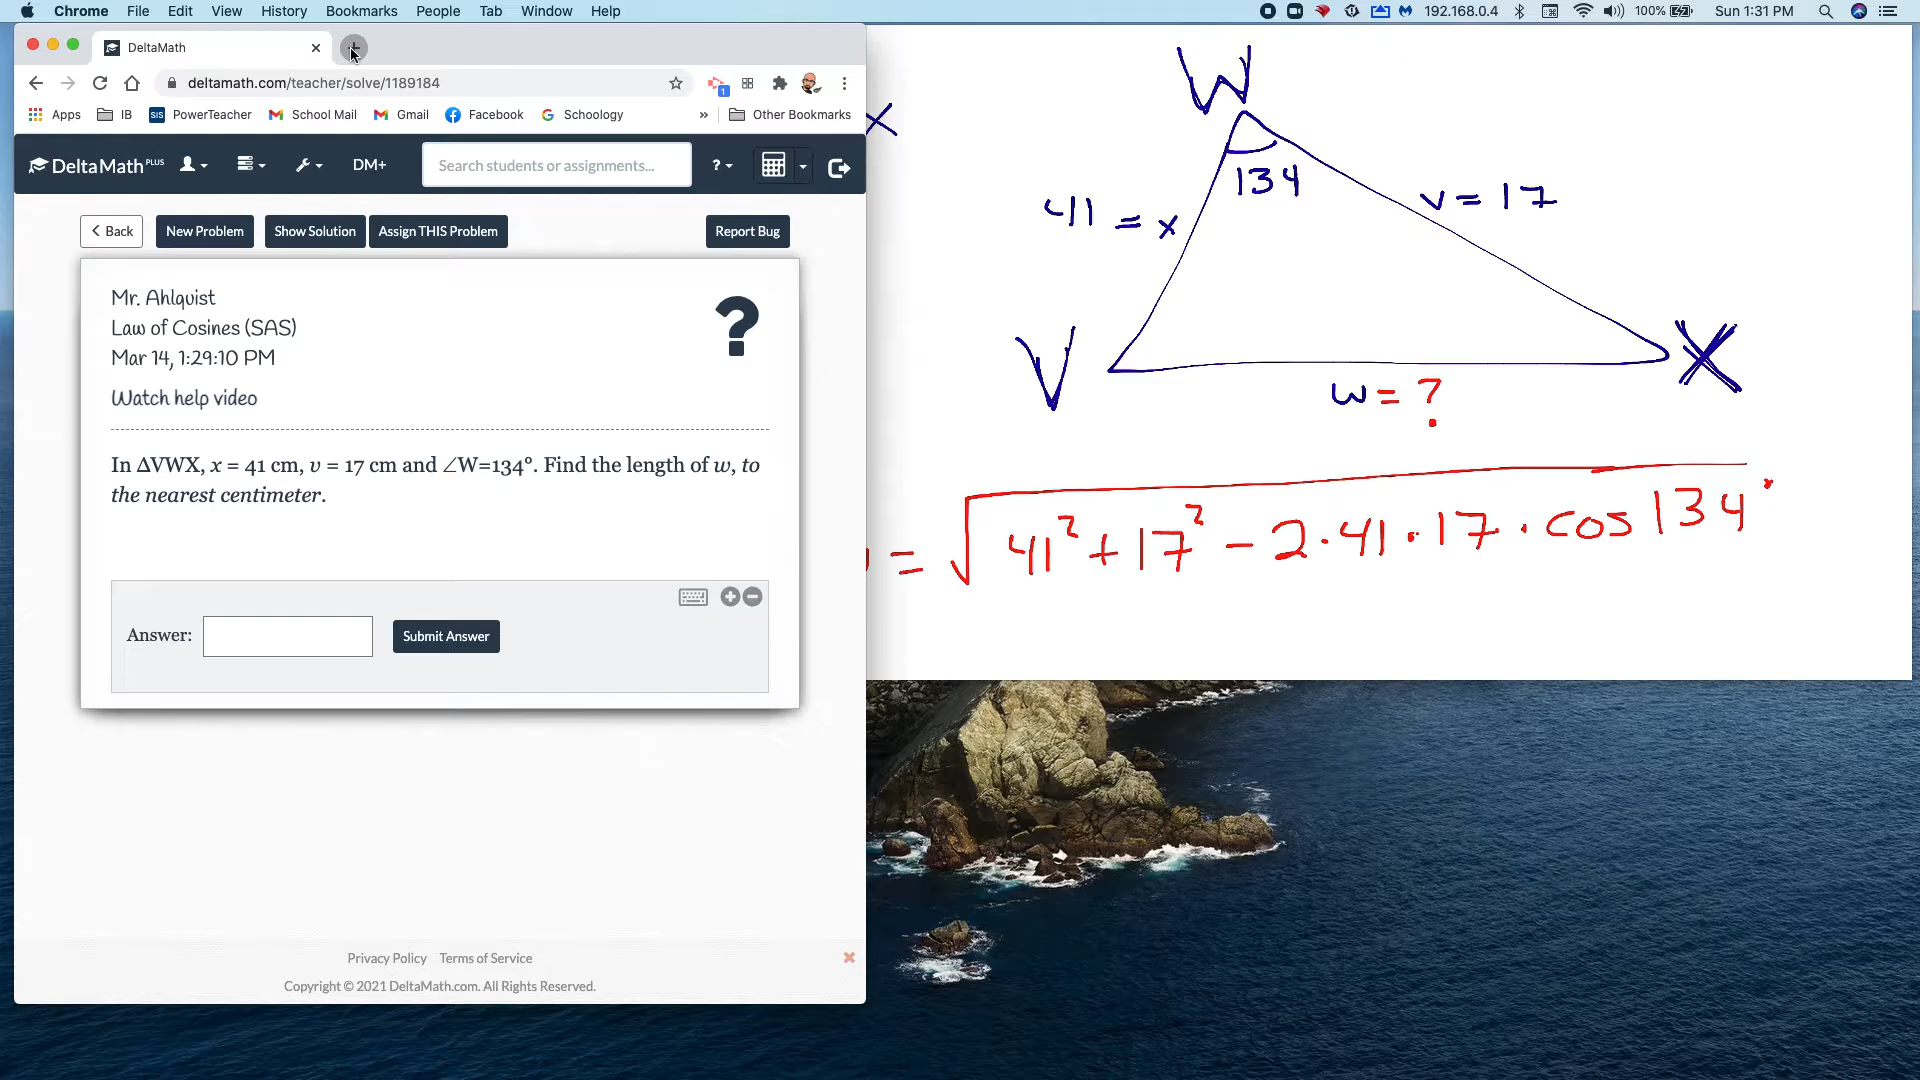 Chrome File Edit View History Bookmarks People Tab Window Help 192.168.0.4 100% Sun 1:31 PM
DeltaMath
deltamath.com/teacher/solve/1189184
1
Apps IB SIS PowerTeacher School Mail Gmail Facebook Schoology » Other Bookmarks
DeltaMath PLUS DM+ Search students or assignments... ?
Back New Problem Show Solution Assign THIS Problem Report Bug
Mr. Ahlquist
Law of Cosines (SAS)
Mar 14, 1:29:10 PM
?
Watch help video
In ΔVWX, x = 41 cm, v = 17 cm and ∠W=134°. Find the length of w, to
the nearest centimeter.
Answer: Submit Answer
Privacy Policy Terms of Service
Copyright © 2021 DeltaMath.com. All Rights Reserved.
X
W
134
41 = x
v = 17
V
X
w = ?
= √41² + 17² - 2 · 41 · 17 · cos 134°